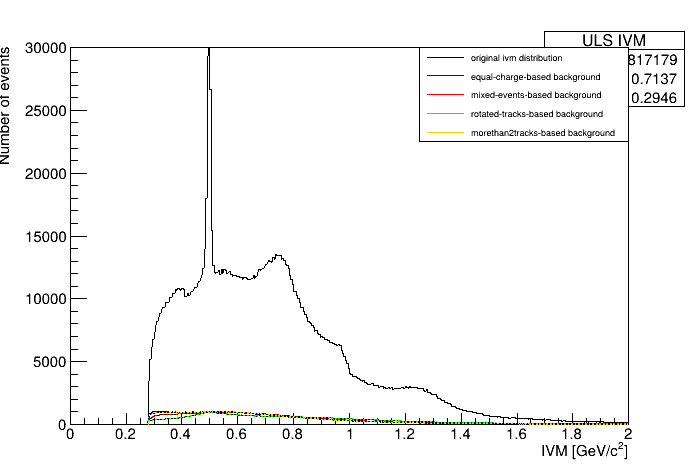 ULS IVM
817179
0.7137
0.2946
original ivm distribution
equal-charge-based background
mixed-events-based background
rotated-tracks-based background
morethan2tracks-based background
Number of events
30000
25000
20000
15000
10000
5000
0
0 0.2 0.4 0.6 0.8 1 1.2 1.4 1.6 1.8 2
IVM [GeV/c²]